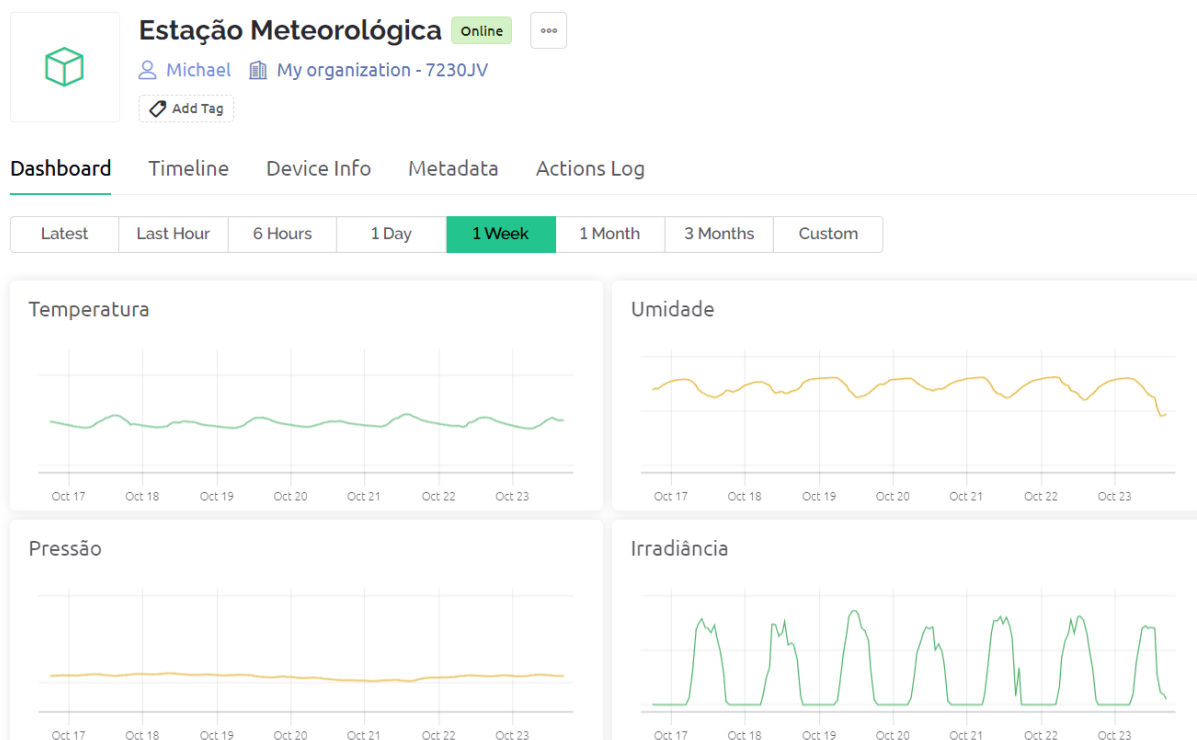 Estação Meteorológica Online
Michael My organization - 7230JV
Add Tag
Dashboard Timeline Device Info Metadata Actions Log
Latest Last Hour 6 Hours 1 Day 1 Week 1 Month 3 Months Custom
Temperatura
Oct 17 Oct 18 Oct 19 Oct 20 Oct 21 Oct 22 Oct 23
Umidade
Oct 17 Oct 18 Oct 19 Oct 20 Oct 21 Oct 22 Oct 23
Pressão
Oct 17 Oct 18 Oct 19 Oct 20 Oct 21 Oct 22 Oct 23
Irradiância
Oct 17 Oct 18 Oct 19 Oct 20 Oct 21 Oct 22 Oct 23